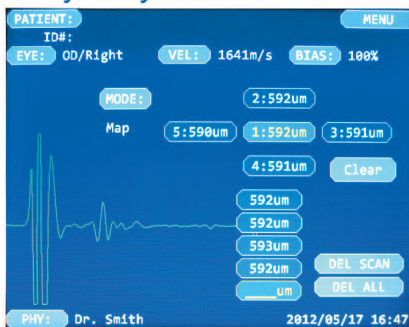 PATIENT: MENU
ID#:
EYE: OD/Right VEL: 1641m/s BIAS: 100%
MODE: 2:592um
Map 5:590um 1:592um 3:591um
4:591um Clear
592um
592um
593um
592um DEL SCAN
____um DEL ALL
PHY: Dr. Smith 2012/05/17 16:47